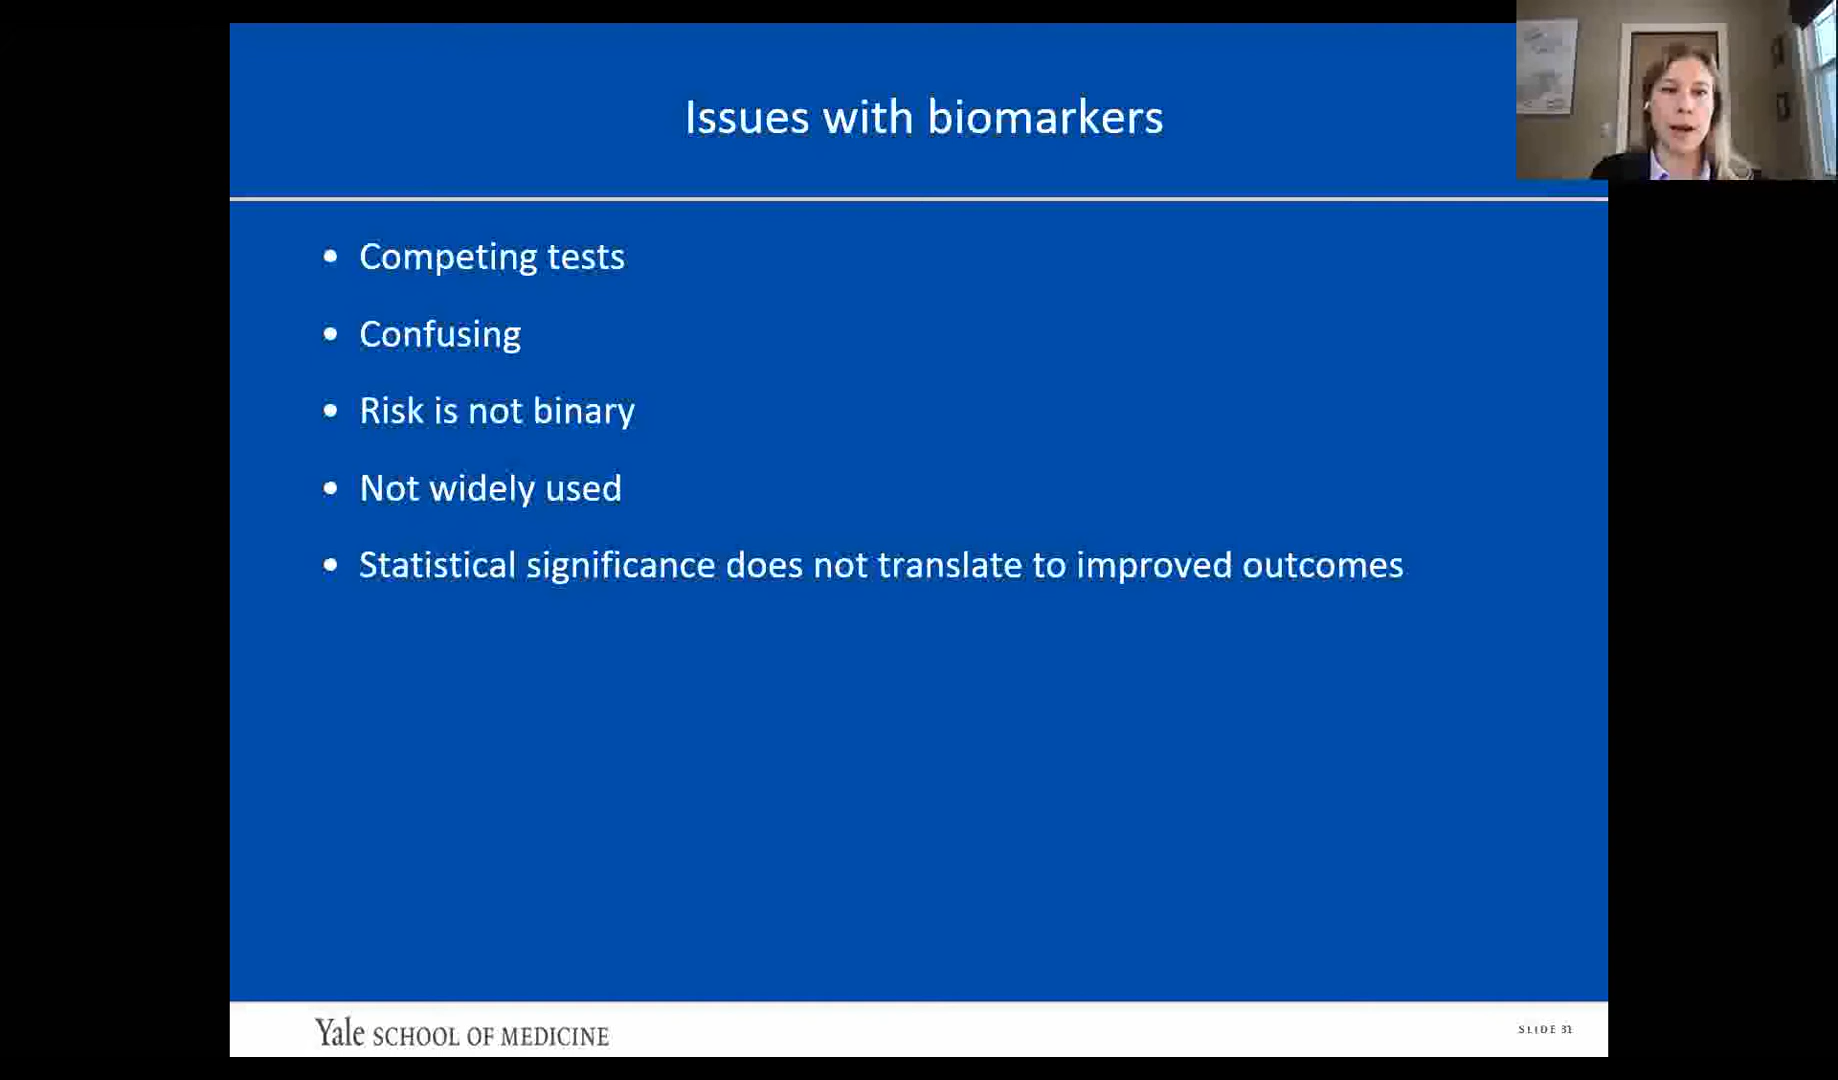 Issues with biomarkers
• Competing tests
• Confusing
• Risk is not binary
• Not widely used
• Statistical significance does not translate to improved outcomes
Yale SCHOOL OF MEDICINE
SLIDE 31